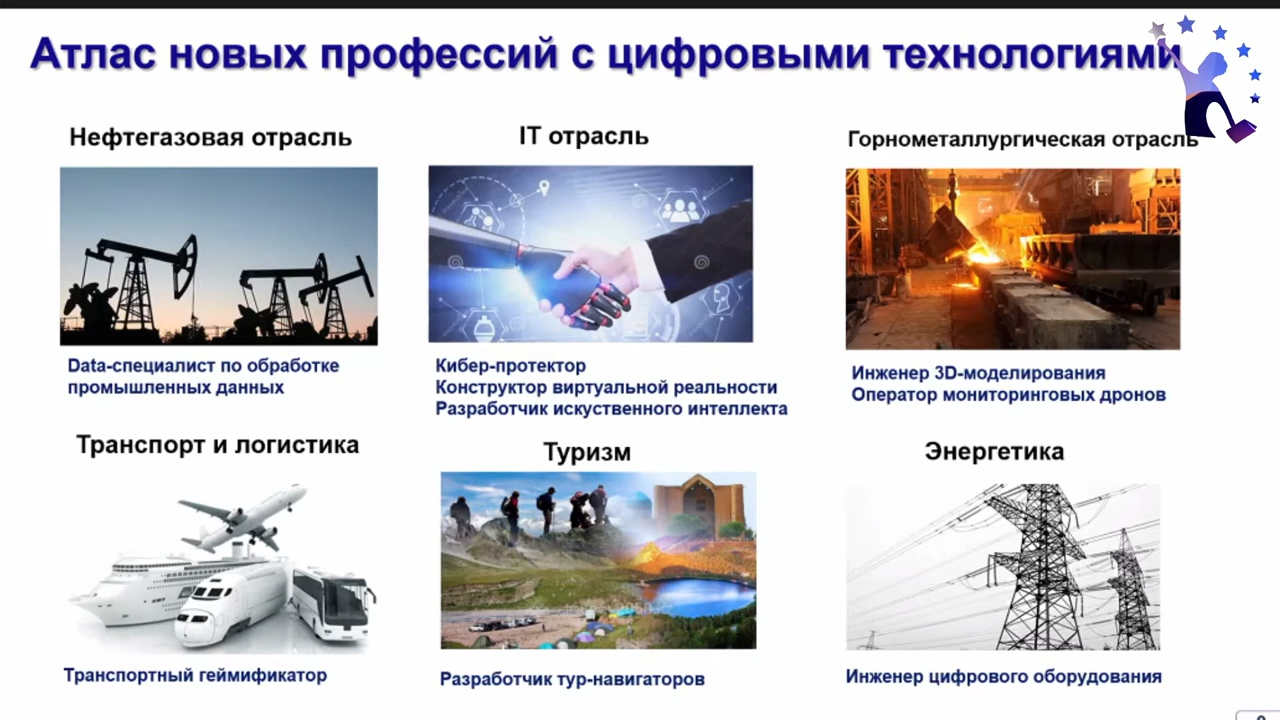 Атлас новых профессий с цифровыми технологиями
Нефтегазовая отрасль
IT отрасль
Горнометаллургическая отрасль
Data-специалист по обработке
промышленных данных
Кибер-протектор
Конструктор виртуальной реальности
Разработчик искуственного интеллекта
Инженер 3D-моделирования
Оператор мониторинговых дронов
Транспорт и логистика
Туризм
Энергетика
Транспортный геймификатор
Разработчик тур-навигаторов
Инженер цифрового оборудования